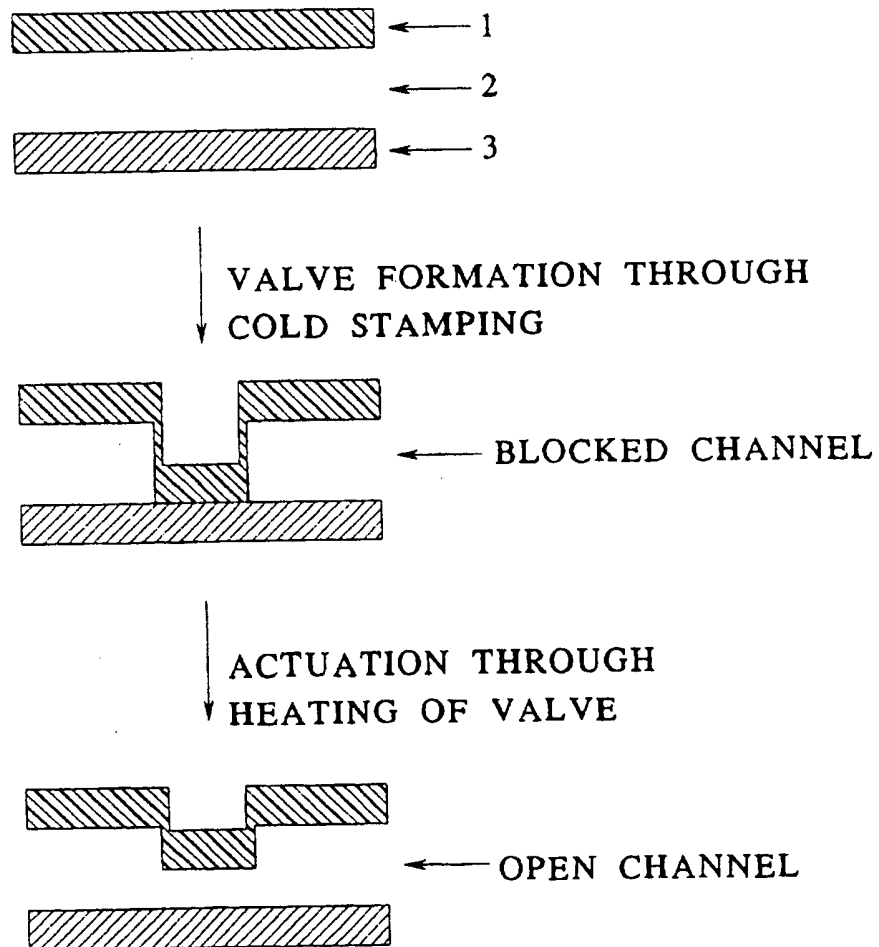 1
2
3
VALVE FORMATION THROUGH
COLD STAMPING
BLOCKED CHANNEL
ACTUATION THROUGH
HEATING OF VALVE
OPEN CHANNEL